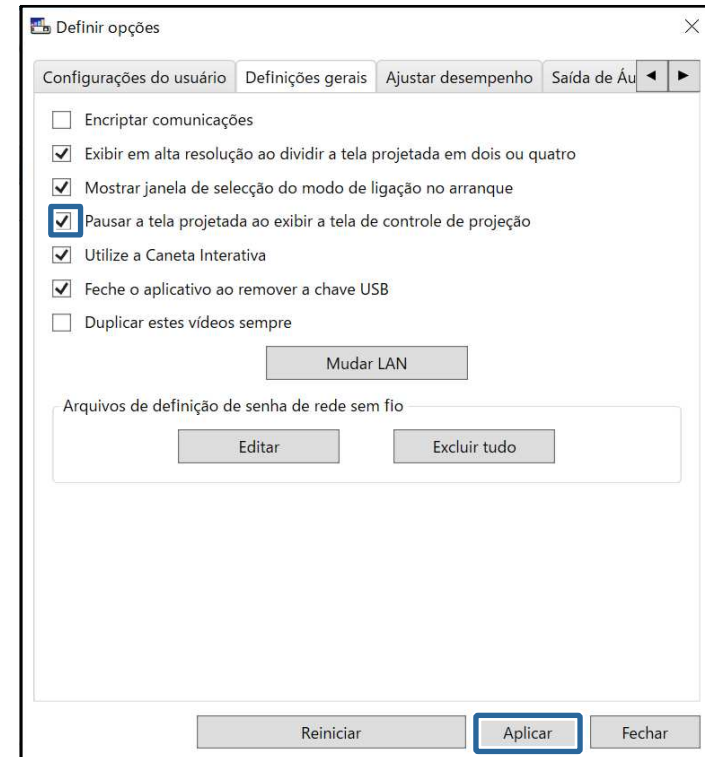 Definir opções
Configurações do usuário Definições gerais Ajustar desempenho Saída de Áu
Encriptar comunicações
Exibir em alta resolução ao dividir a tela projetada em dois ou quatro
Mostrar janela de selecção do modo de ligação no arranque
Pausar a tela projetada ao exibir a tela de controle de projeção
Utilize a Caneta Interativa
Feche o aplicativo ao remover a chave USB
Duplicar estes vídeos sempre
Mudar LAN
Arquivos de definição de senha de rede sem fio
Editar Excluir tudo
Reiniciar Aplicar Fechar